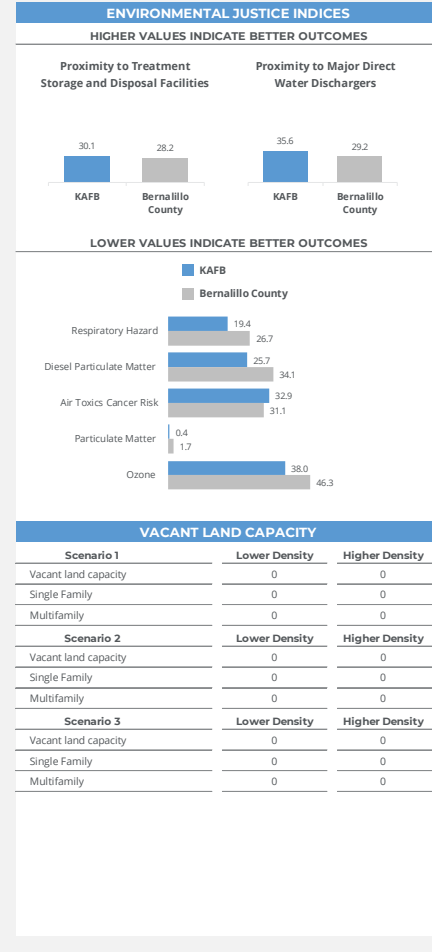 ENVIRONMENTAL JUSTICE INDICES
HIGHER VALUES INDICATE BETTER OUTCOMES
Proximity to Treatment
Storage and Disposal Facilities
30.1
28.2
KAFB
Bernalillo
County
Proximity to Major Direct
Water Dischargers
35.6
29.2
KAFB
Bernalillo
County
LOWER VALUES INDICATE BETTER OUTCOMES
KAFB
Bernalillo County
Respiratory Hazard 19.4
26.7
Diesel Particulate Matter 25.7
34.1
Air Toxics Cancer Risk 32.9
31.1
Particulate Matter 0.4
1.7
Ozone 38.0
46.3
VACANT LAND CAPACITY
Scenario 1 Lower Density Higher Density
Vacant land capacity 0 0
Single Family 0 0
Multifamily 0 0
Scenario 2 Lower Density Higher Density
Vacant land capacity 0 0
Single Family 0 0
Multifamily 0 0
Scenario 3 Lower Density Higher Density
Vacant land capacity 0 0
Single Family 0 0
Multifamily 0 0